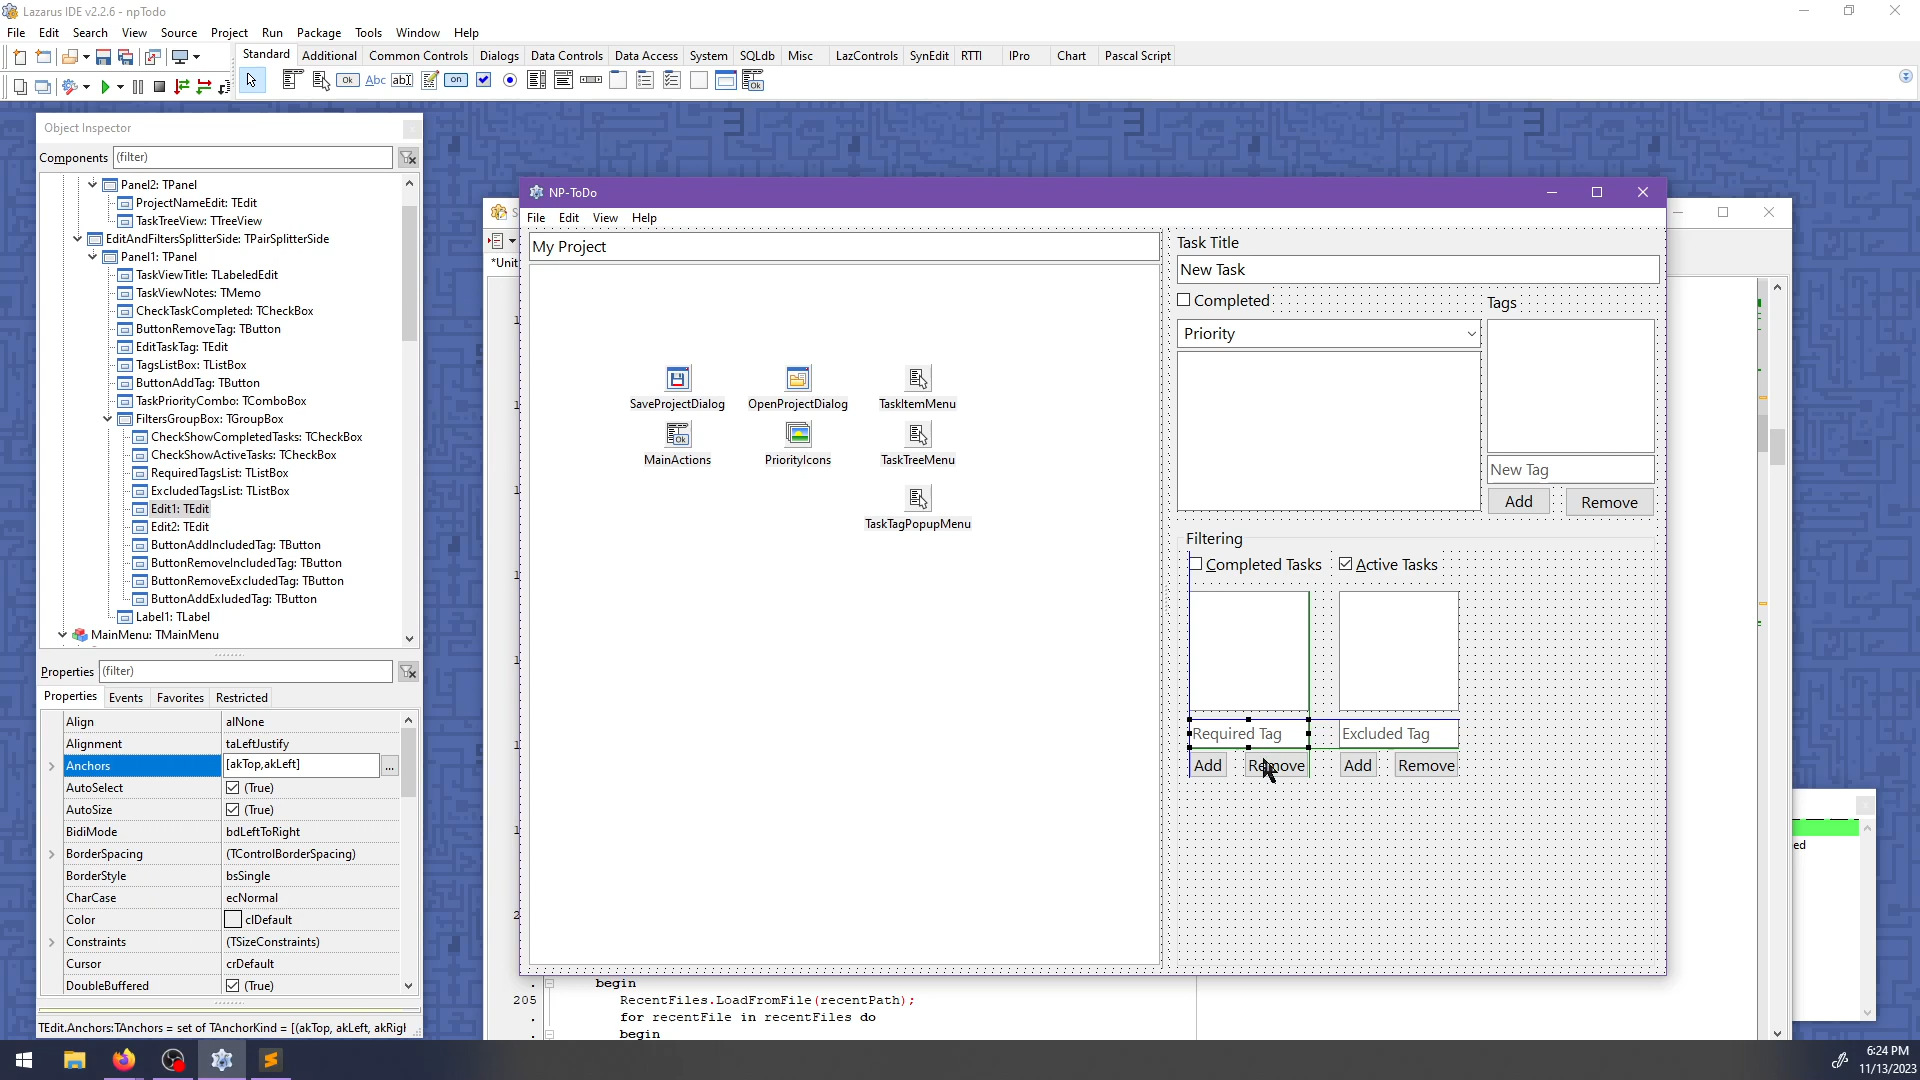 Lazarus IDE v2.2.6 - npTodo
File Edit Search View Source Project Run Package Tools Window Help
Standard Additional Common Controls Dialogs Data Controls Data Access System SQLdb Misc LazControls SynEdit RTTI IPro Chart Pascal Script
Ok Abc ab on Ok
Object Inspector
Components (filter)
Panel2: TPanel
ProjectNameEdit: TEdit
TaskTreeView: TTreeView
EditAndFiltersSplitterSide: TPairSplitterSide
Panel1: TPanel
TaskViewTitle: TLabeledEdit
TaskViewNotes: TMemo
CheckTaskCompleted: TCheckBox
ButtonRemoveTag: TButton
EditTaskTag: TEdit
TagsListBox: TListBox
ButtonAddTag: TButton
TaskPriorityCombo: TComboBox
FiltersGroupBox: TGroupBox
CheckShowCompletedTasks: TCheckBox
CheckShowActiveTasks: TCheckBox
RequiredTagsList: TListBox
ExcludedTagsList: TListBox
Edit1: TEdit
Edit2: TEdit
ButtonAddIncludedTag: TButton
ButtonRemoveIncludedTag: TButton
ButtonRemoveExcludedTag: TButton
ButtonAddExludedTag: TButton
Label1: TLabel
MainMenu: TMainMenu
Properties (filter)
Properties Events Favorites Restricted
Align alNone
Alignment taLeftJustify
Anchors [akTop,akLeft] ...
AutoSelect (True)
AutoSize (True)
BidiMode bdLeftToRight
BorderSpacing (TControlBorderSpacing)
BorderStyle bsSingle
CharCase ecNormal
Color clDefault
Constraints (TSizeConstraints)
Cursor crDefault
DoubleBuffered (True)
TEdit.Anchors:TAnchors = set of TAnchorKind = [(akTop, akLeft, akRigh
*Unit
NP-ToDo
File Edit View Help
My Project
SaveProjectDialog OpenProjectDialog TaskItemMenu
Ok
MainActions PriorityIcons TaskTreeMenu
TaskTagPopupMenu
Task Title
New Task
Completed
Tags
Priority
New Tag
Add Remove
Filtering
Completed Tasks Active Tasks
Required Tag Excluded Tag
Add Remove Add Remove
ed
begin
205 RecentFiles.LoadFromFile(recentPath);
for recentFile in recentFiles do
begin
6:24 PM
11/13/2023